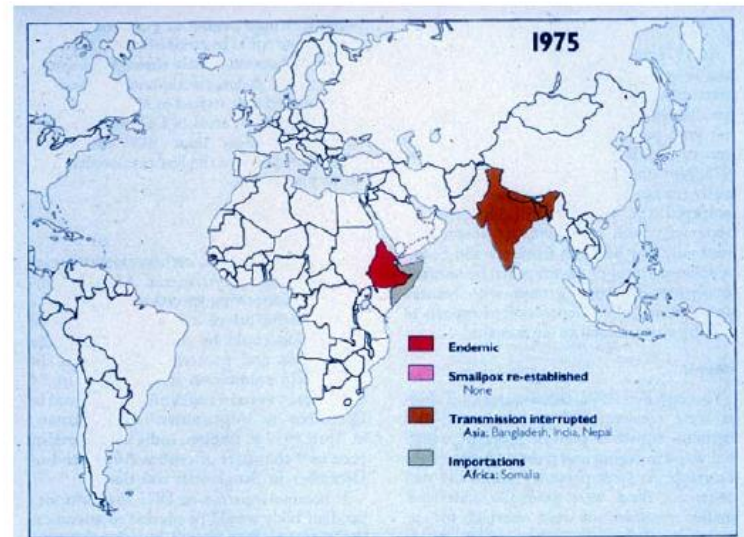 1975
Endemic
Smallpox re-established
None
Transmission interrupted
Asia: Bangladesh, India, Nepal
Importations
Africa: Somalia